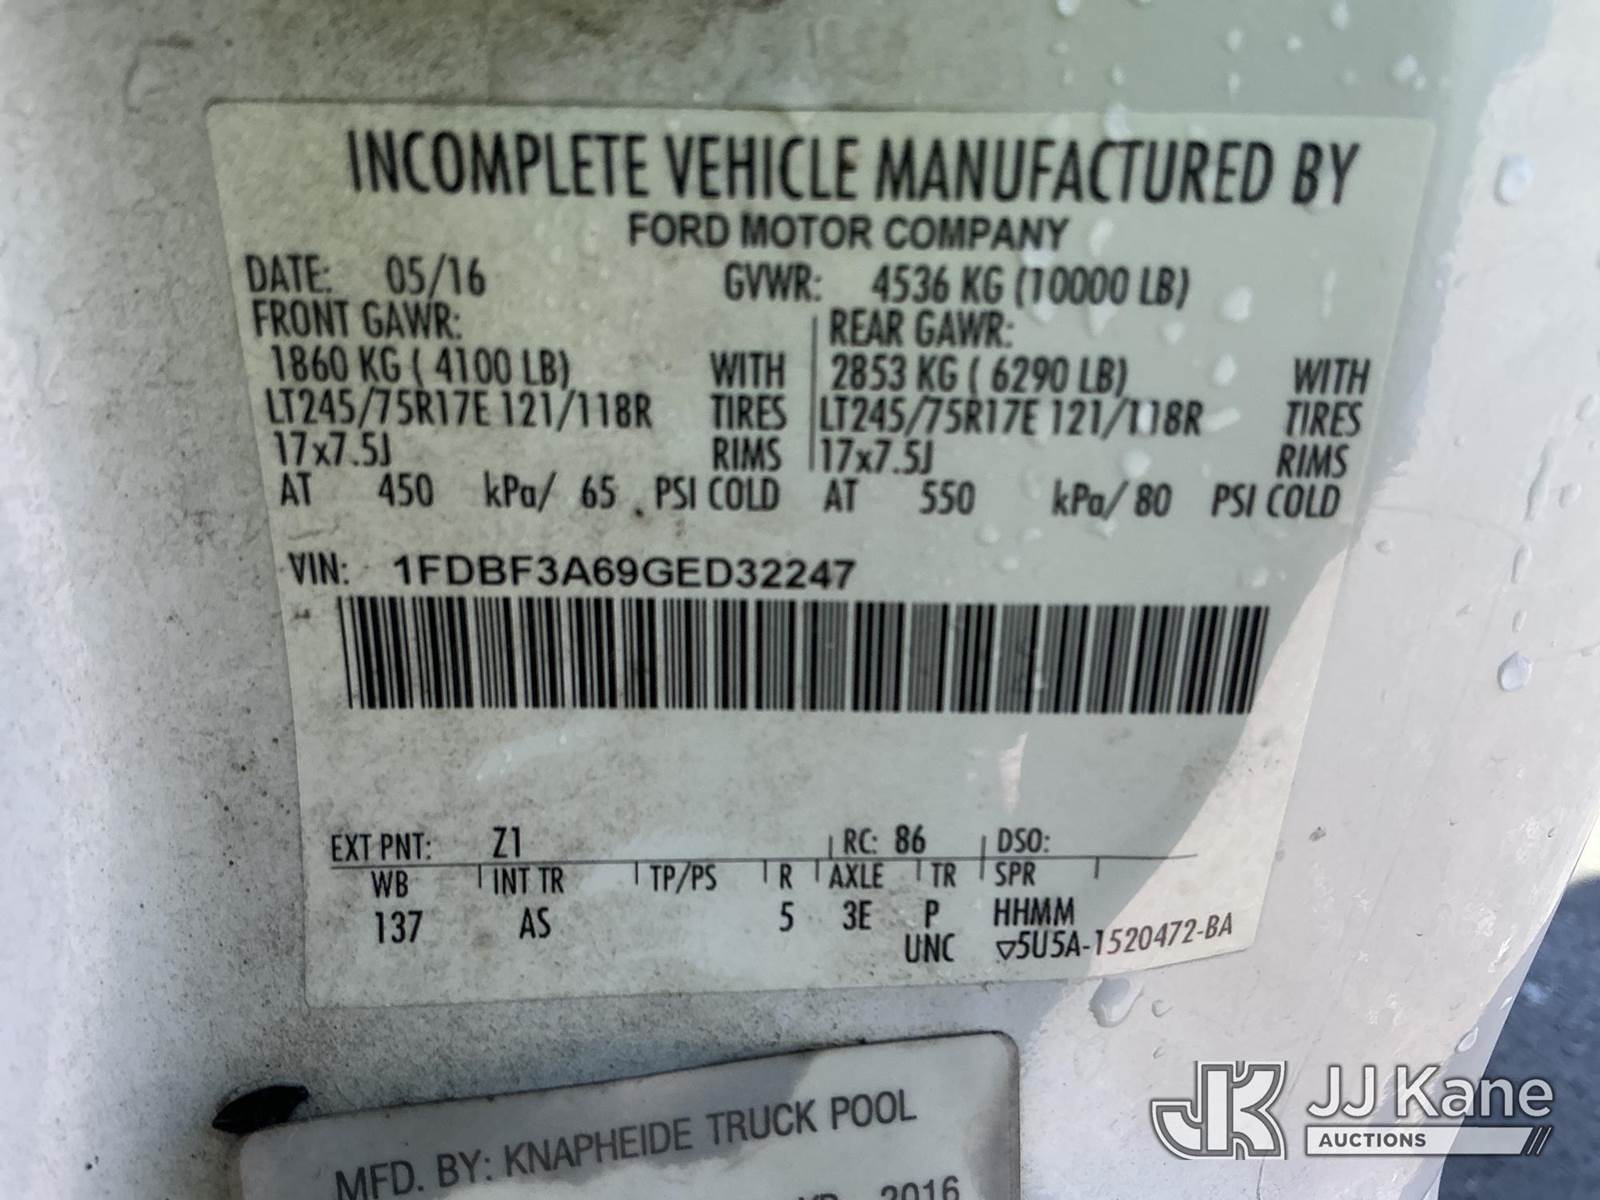 INCOMPLETE VEHICLE MANUFACTURED BY
FORD MOTOR COMPANY
DATE: 05/16 GVWR: 4536 KG (10000 LB)
FRONT GAWR: REAR GAWR:
1860 KG ( 4100 LB) WITH 2853 KG ( 6290 LB) WITH
LT245/75R17E 121/118R TIRES LT245/75R17E 121/118R TIRES
17x7.5J RIMS 17x7.5J RIMS
AT 450 kPa/ 65 PSI COLD AT 550 kPa/ 80 PSI COLD
VIN: 1FDBF3A69GED32247
EXT PNT: Z1 RC: 86 DSO:
WB INT TR TP/PS R AXLE TR SPR
137 AS 5 3E P HHMM
UNC ▽5U5A-1520472-BA
MFD. BY: KNAPHEIDE TRUCK POOL
2016
JK JJ Kane
AUCTIONS